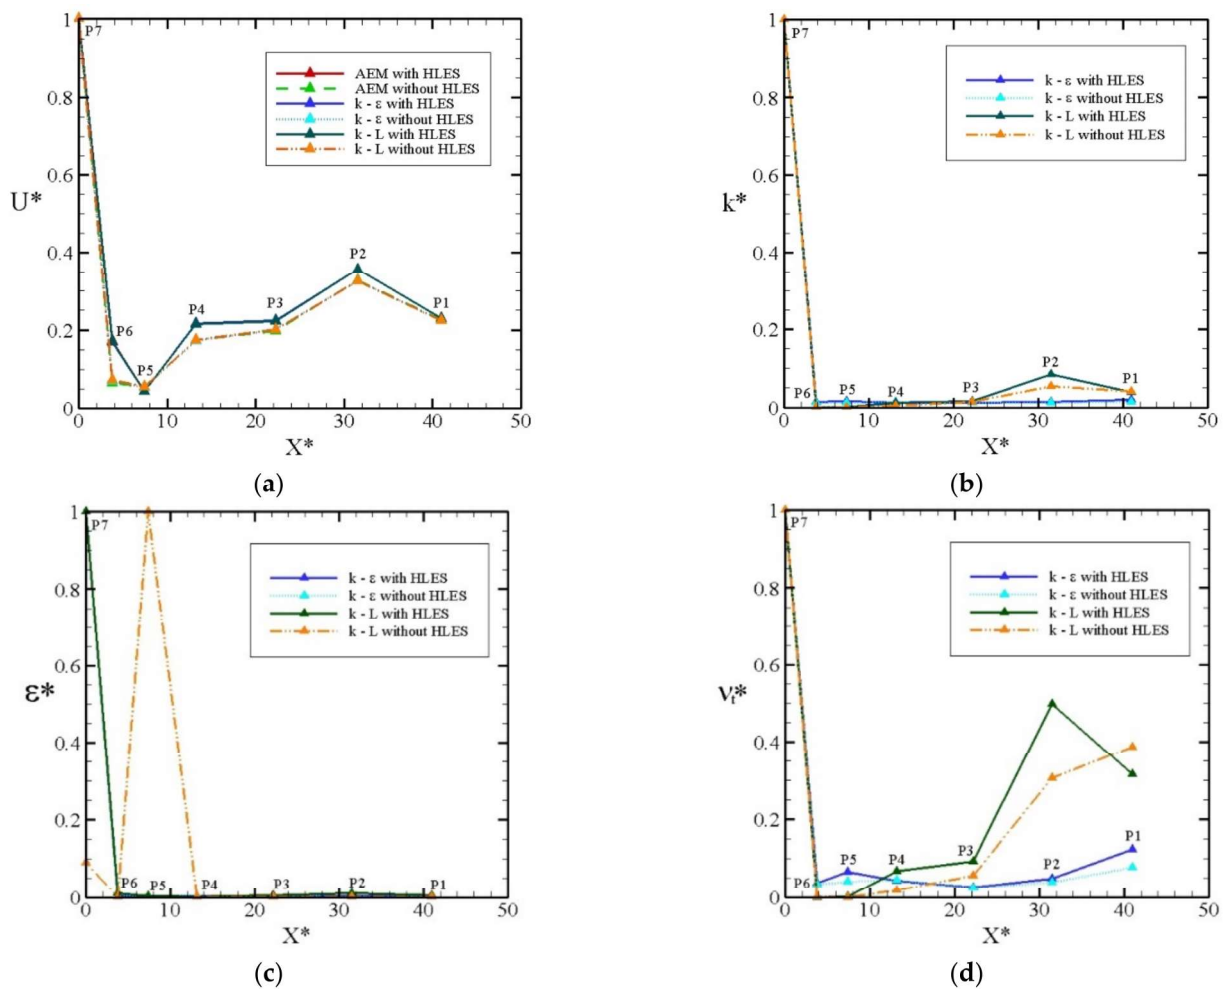 1
P7
AEM with HLES
AEM without HLES
k - ε with HLES
k - ε without HLES
k - L with HLES
k - L without HLES
0.8
0.6
U*
0.4
P2
P4
P3
P1
P6
0.2
P5
0
0 10 20 30 40 50
X*
(a)
1
P7
k - ε with HLES
k - ε without HLES
k - L with HLES
k - L without HLES
0.8
0.6
k*
0.4
0.2
P2
P1
P6 P5 P4 P3
0
0 10 20 30 40 50
X*
(b)
1
P7
k - ε with HLES
k - ε without HLES
k - L with HLES
k - L without HLES
0.8
0.6
ε*
0.4
0.2
P6 P5 P4 P3 P2 P1
0
0 10 20 30 40 50
X*
(c)
1
P7
k - ε with HLES
k - ε without HLES
k - L with HLES
k - L without HLES
0.8
0.6
νt*
0.4
0.2
P1
P6 P5 P4 P3 P2
0
0 10 20 30 40 50
X*
(d)